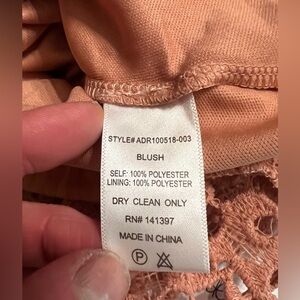 STYLE# ADR100518-003
BLUSH
SELF: 100% POLYESTER
LINING: 100% POLYESTER
DRY CLEAN ONLY
RN# 141397
MADE IN CHINA
P A